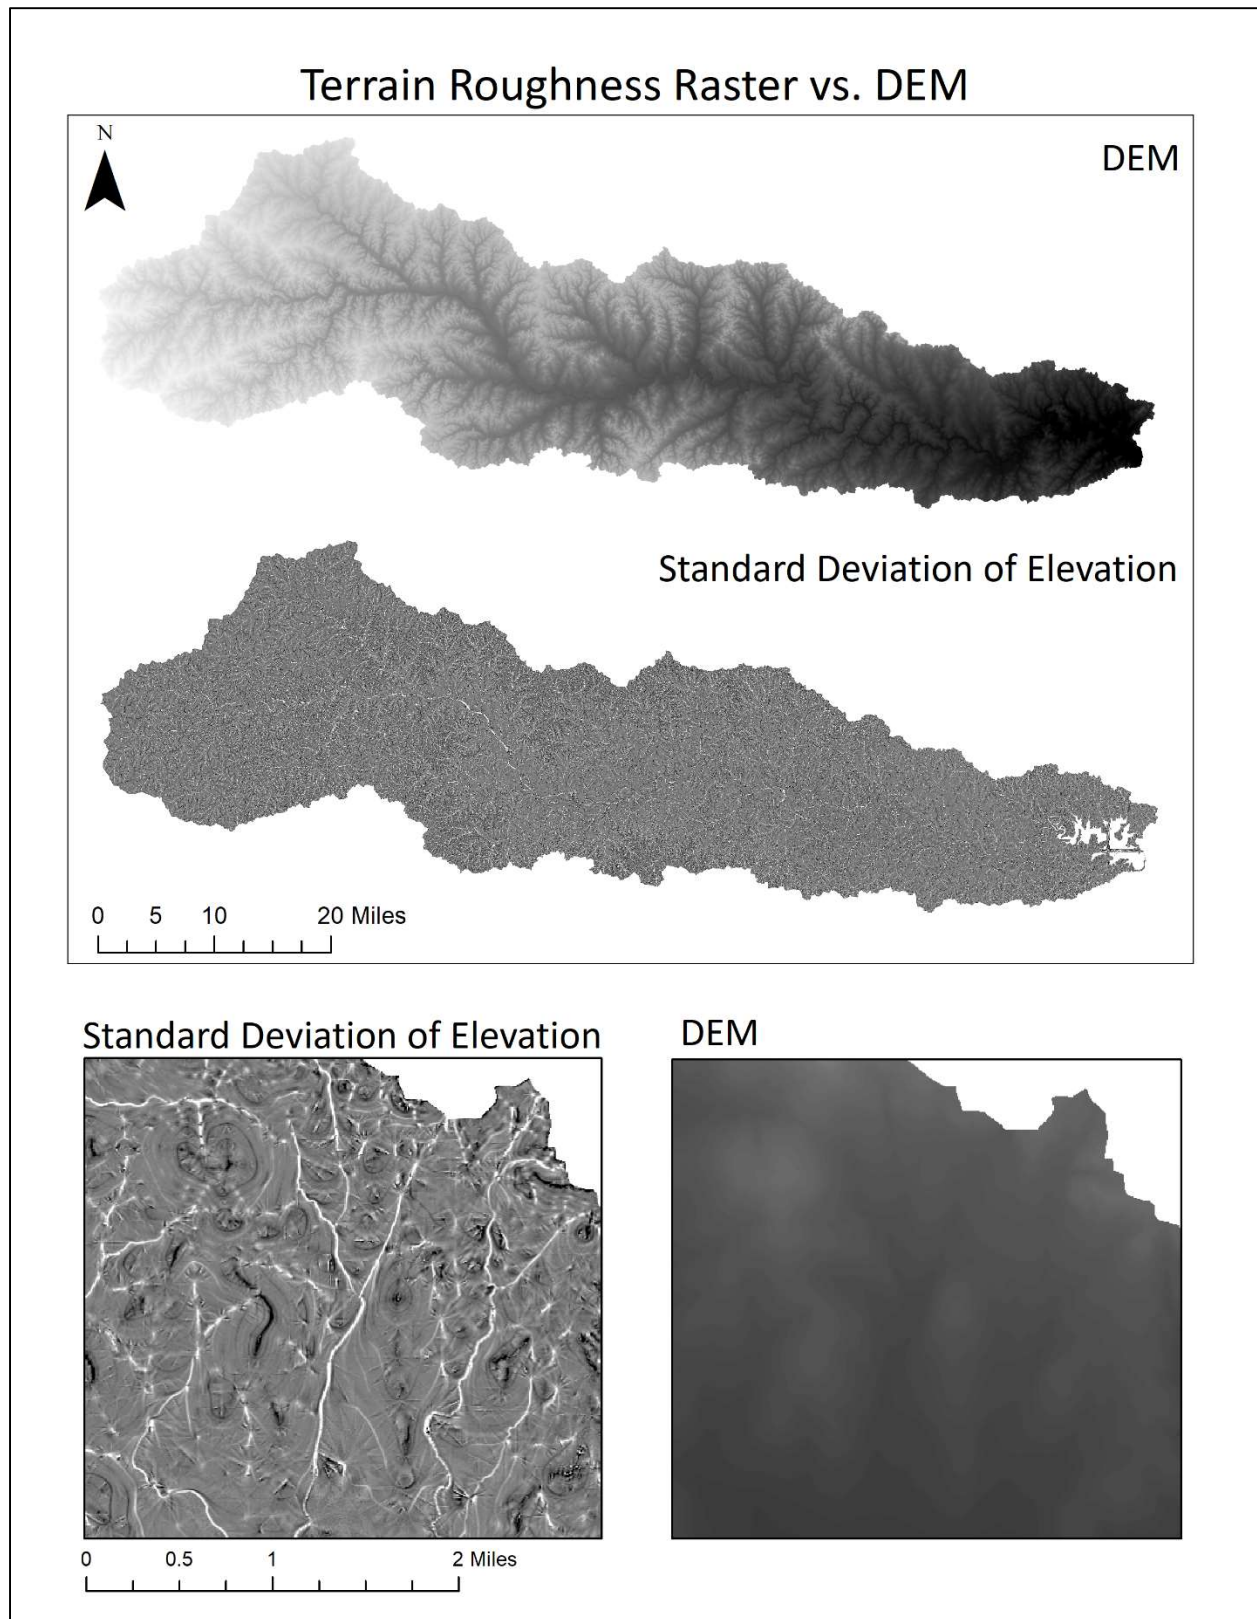 Terrain Roughness Raster vs. DEM
N
DEM
Standard Deviation of Elevation
0 5 10 20 Miles
Standard Deviation of Elevation
DEM
0 0.5 1 2 Miles